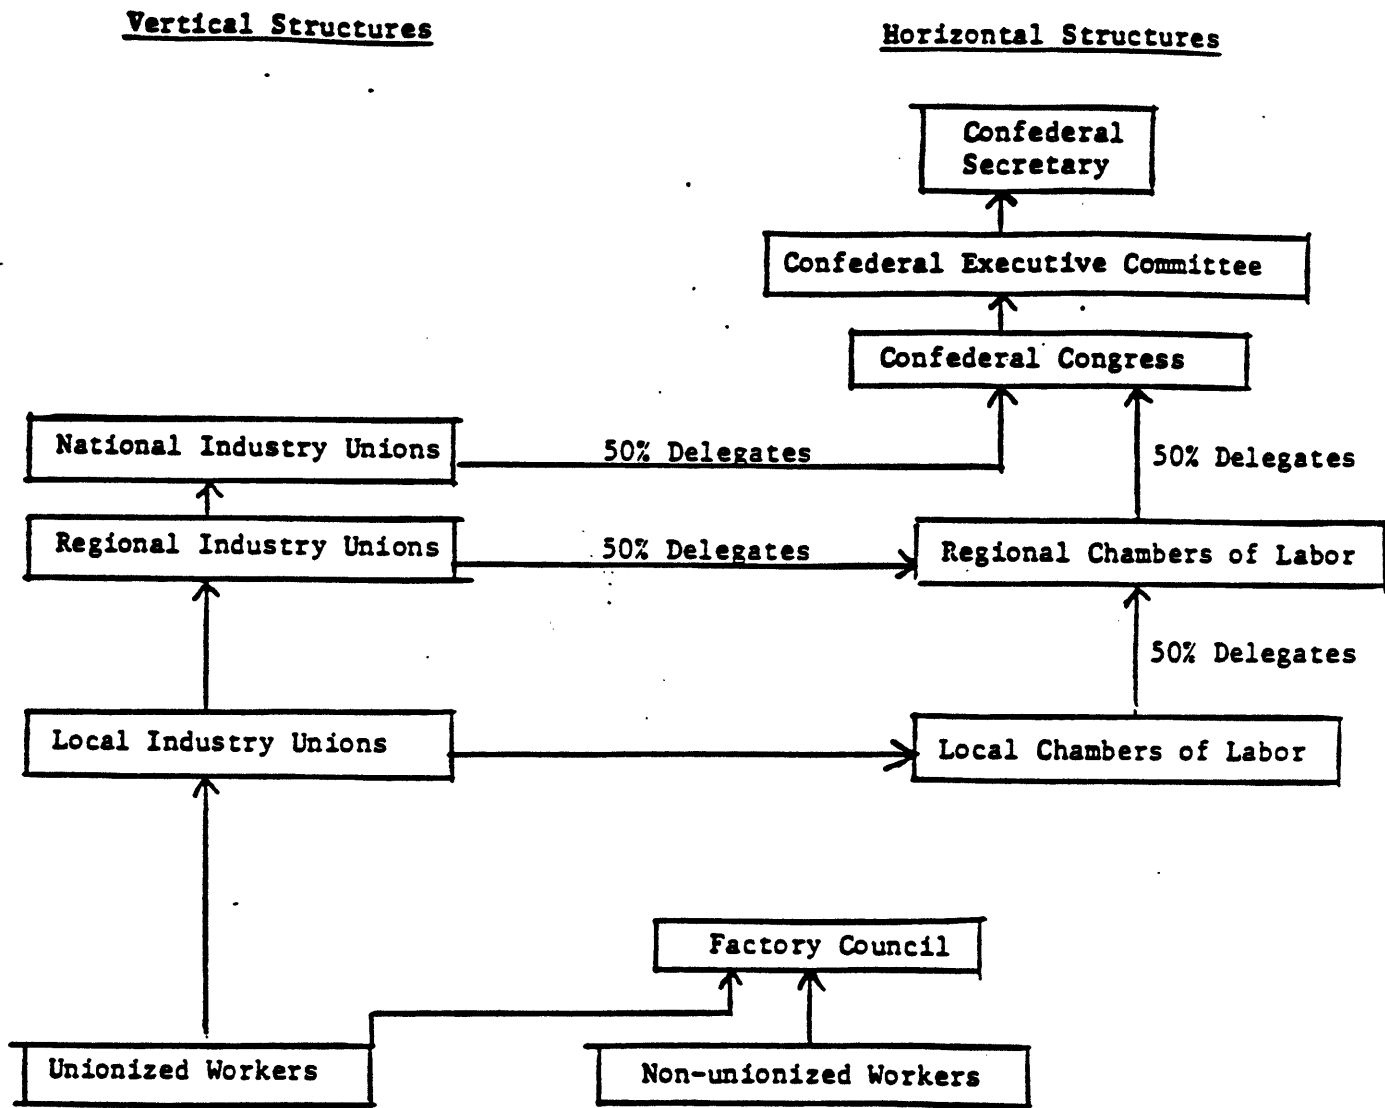 Vertical Structures
Horizontal Structures
Confederal
Secretary
Confederal Executive Committee
Confederal Congress
National Industry Unions
50% Delegates
50% Delegates
Regional Industry Unions
50% Delegates
Regional Chambers of Labor
50% Delegates
Local Industry Unions
Local Chambers of Labor
Factory Council
Unionized Workers
Non-unionized Workers